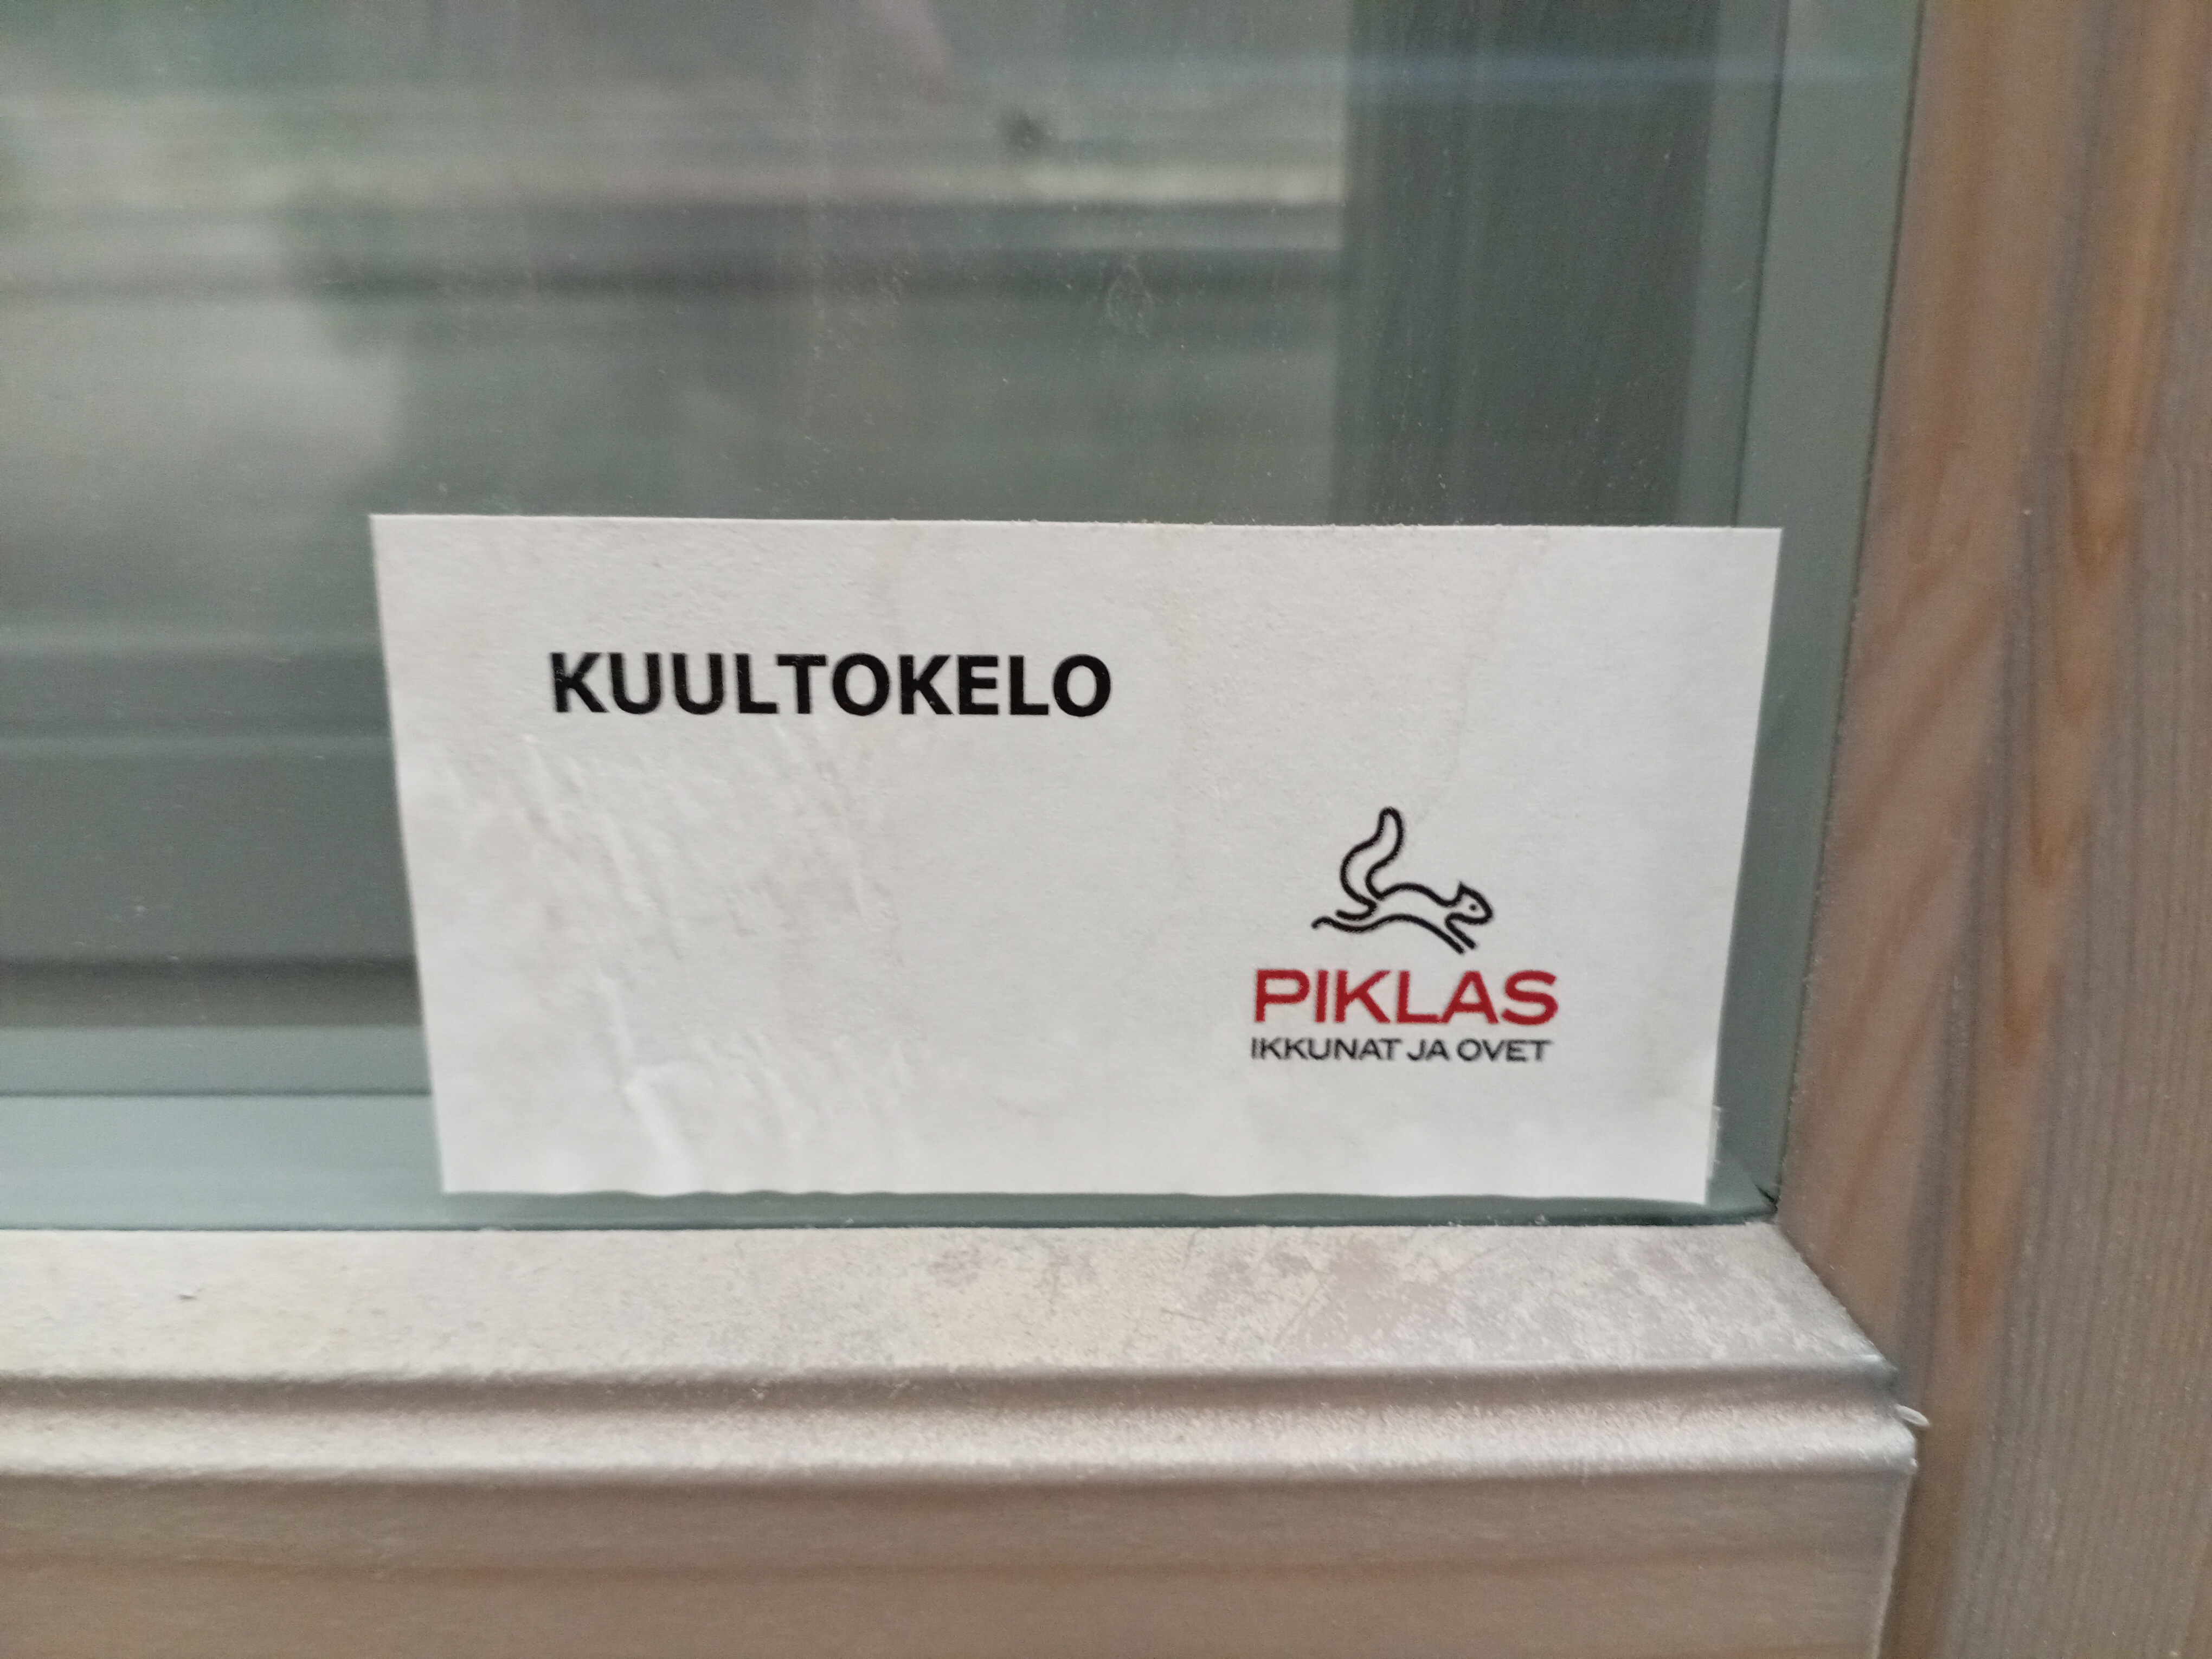 KUULTOKELO
PIKLAS
IKKUNAT JA OVET